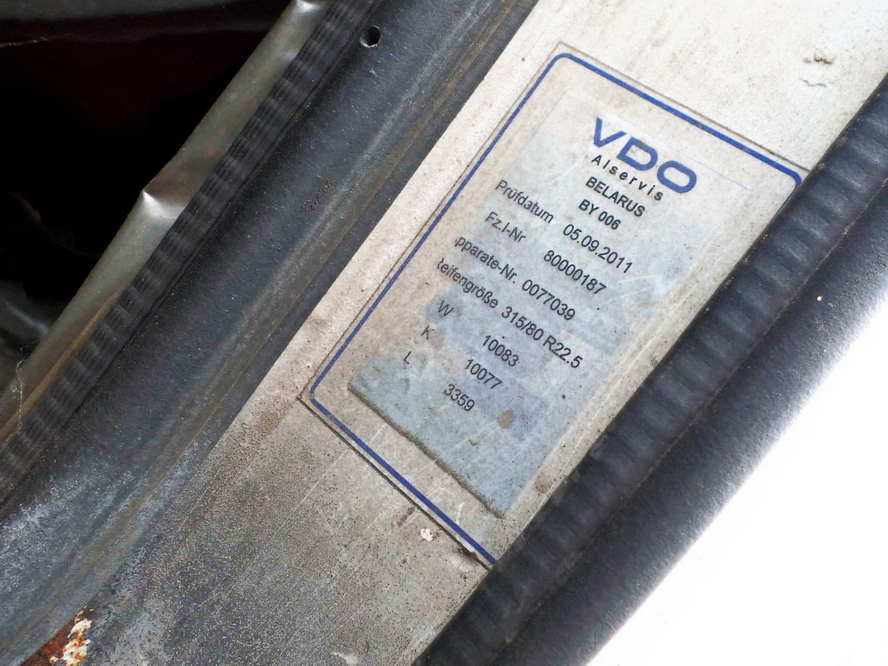 VDO
Alservis
BELARUS
BY 006
Prüfdatum 05.09.2011
Fz.I-Nr 80000187
pparate-Nr. 0077039
Reifengröße 315/80 R22.5
W 10083
K 10077
L 3359